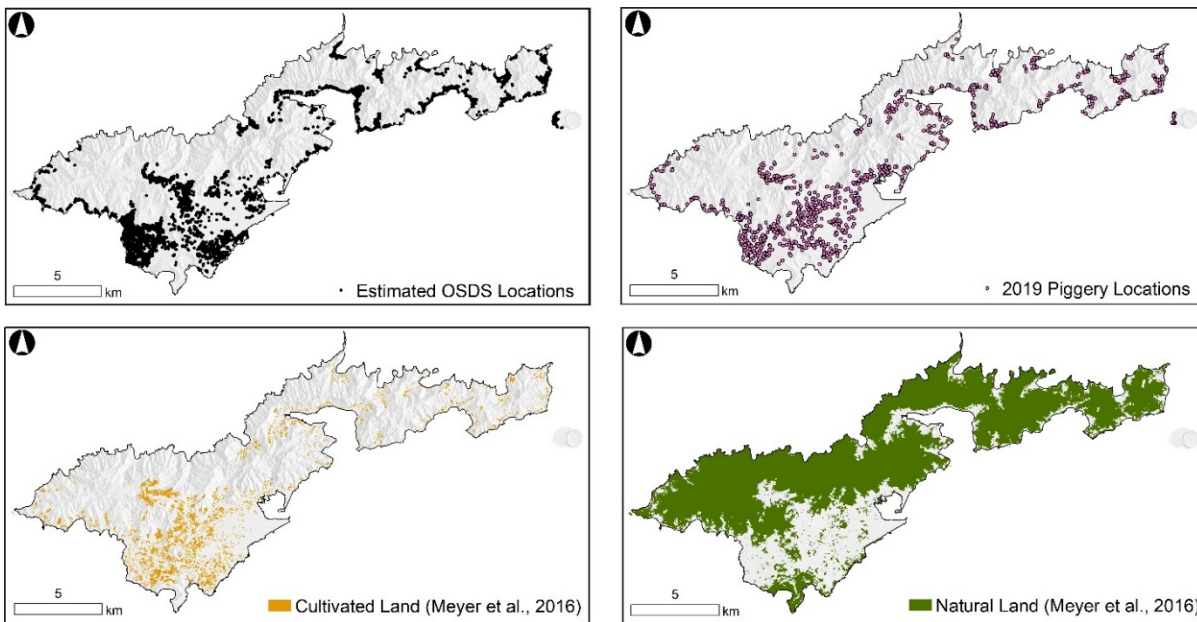 5
km
Estimated OSDS Locations
5
km
2019 Piggery Locations
5
km
Cultivated Land (Meyer et al., 2016)
5
km
Natural Land (Meyer et al., 2016)